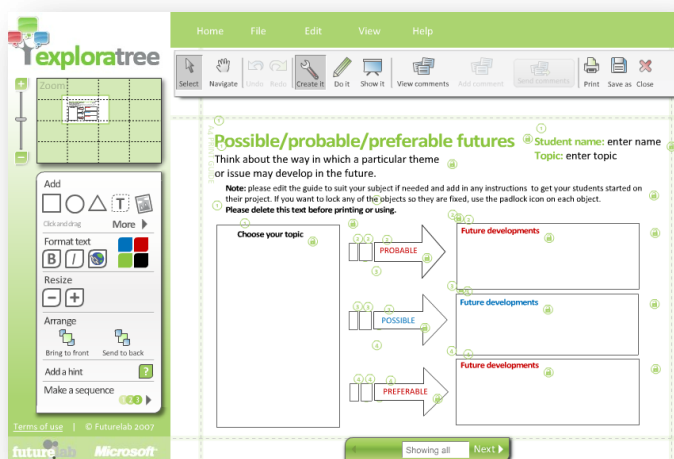 exploratree
Home File Edit View Help
Select Navigate Undo Redo Create it Do it Show it View comments Add comment Send comments Print Save as Close
Zoom
Add
T
Click and drag More
Format text
B I
Resize
Arrange
Bring to front Send to back
Add a hint ?
Make a sequence
1 2 3
Terms of use | © Futurelab 2007
futurelab Microsoft
Possible/probable/preferable futures
Student name: enter name
Topic: enter topic
Think about the way in which a particular theme
or issue may develop in the future.
Note: please edit the guide to suit your subject if needed and add in any instructions to get your students started on
their project. If you want to lock any of the objects so they are fixed, use the padlock icon on each object.
Please delete this text before printing or using.
Choose your topic
PROBABLE
Future developments
POSSIBLE
Future developments
PREFERABLE
Future developments
Showing all Next